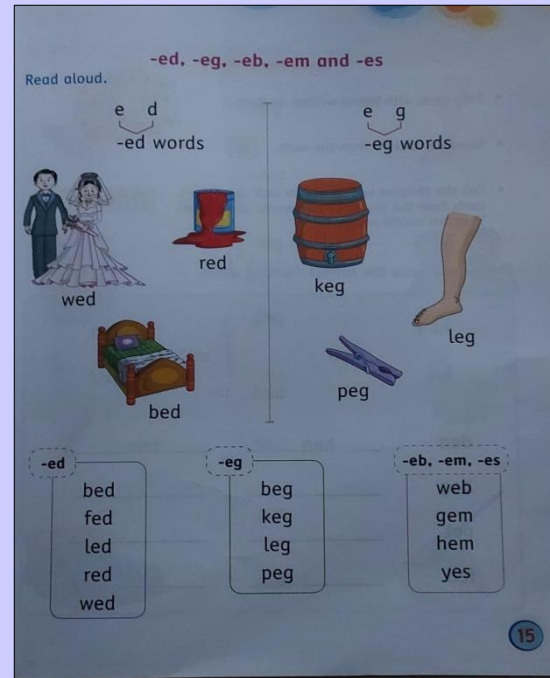 -ed, -eg, -eb, -em and -es
Read aloud.
e d
-ed words
wed
red
bed
e g
-eg words
keg
leg
peg
-ed
bed
fed
led
red
wed
-eg
beg
keg
leg
peg
-eb, -em, -es
web
gem
hem
yes
15